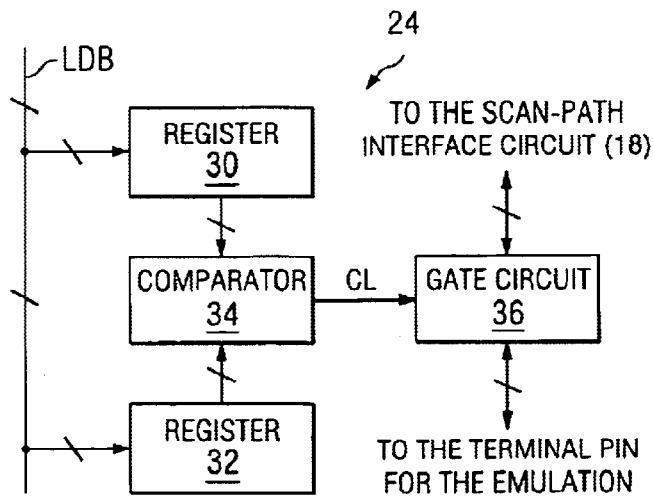 24
LDB
TO THE SCAN-PATH
INTERFACE CIRCUIT (18)
REGISTER
30
COMPARATOR
34
CL
GATE CIRCUIT
36
REGISTER
32
TO THE TERMINAL PIN
FOR THE EMULATION